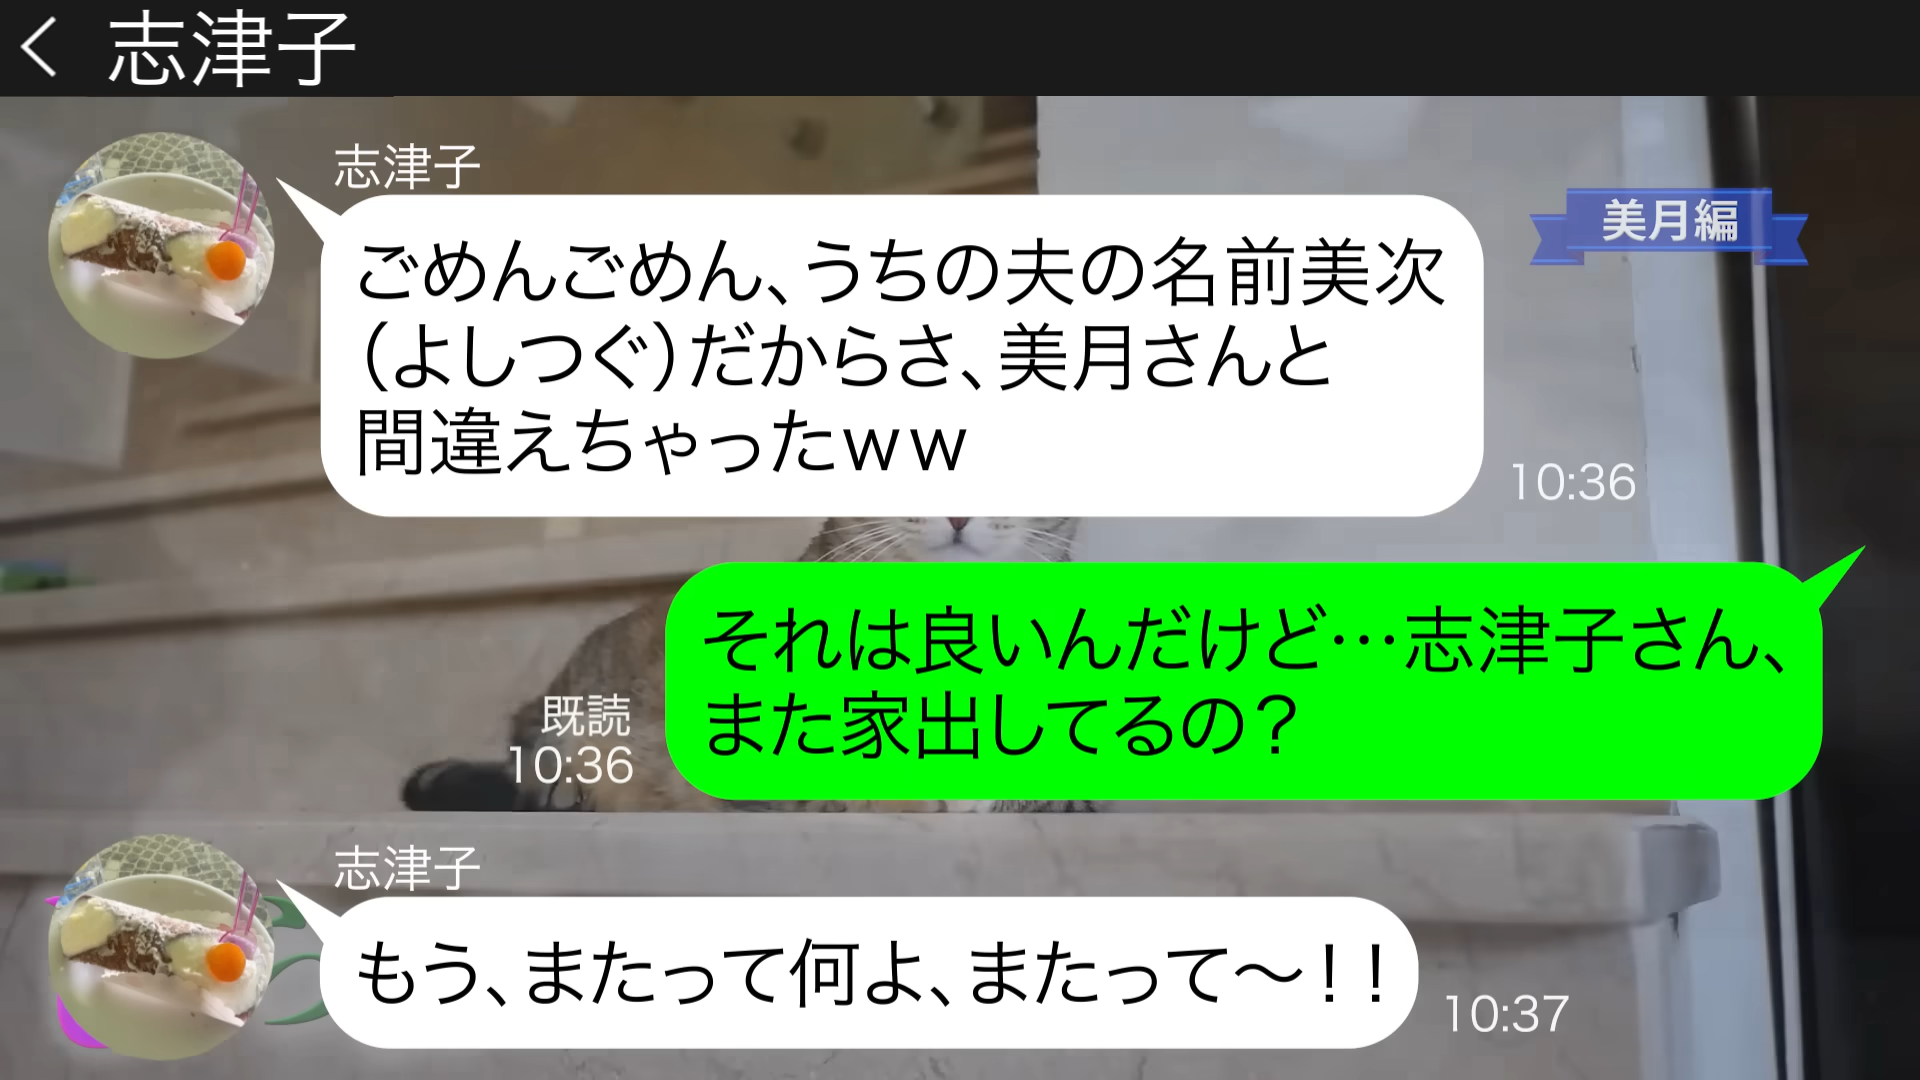 志津子
志津子
美月編
ごめんごめん、うちの夫の名前美次
（よしつぐ）だからさ、美月さんと
間違えちゃったｗｗ
10:36
それは良いんだけど…志津子さん、
また家出してるの？
既読
10:36
志津子
もう、またって何よ、またって～！！
10:37